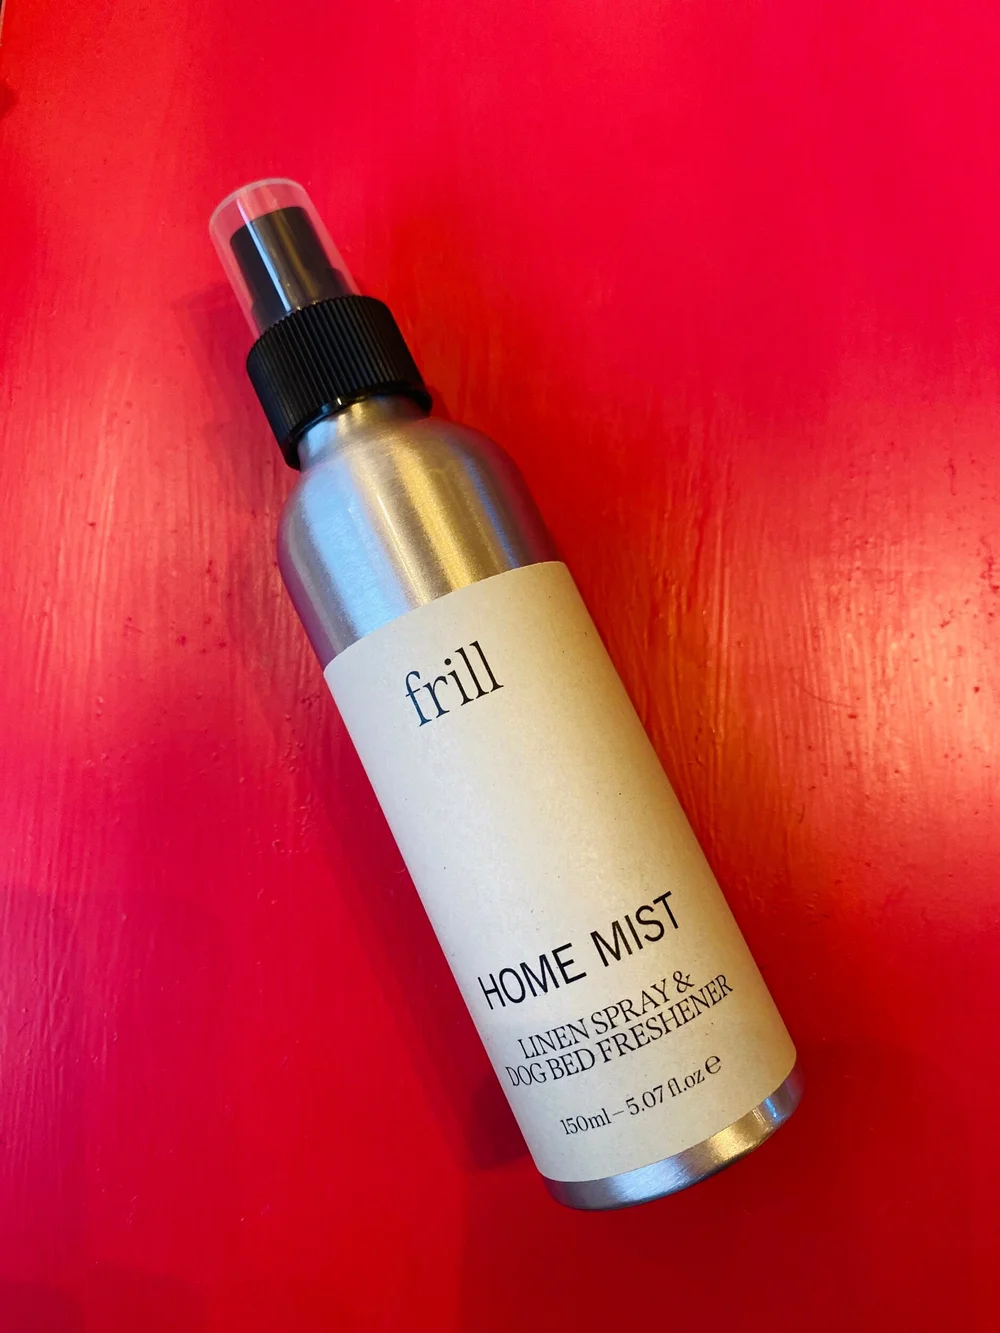 frill
HOME MIST
LINEN SPRAY &
DOG BED FRESHENER
150ml – 5.07 fl.oz ℮